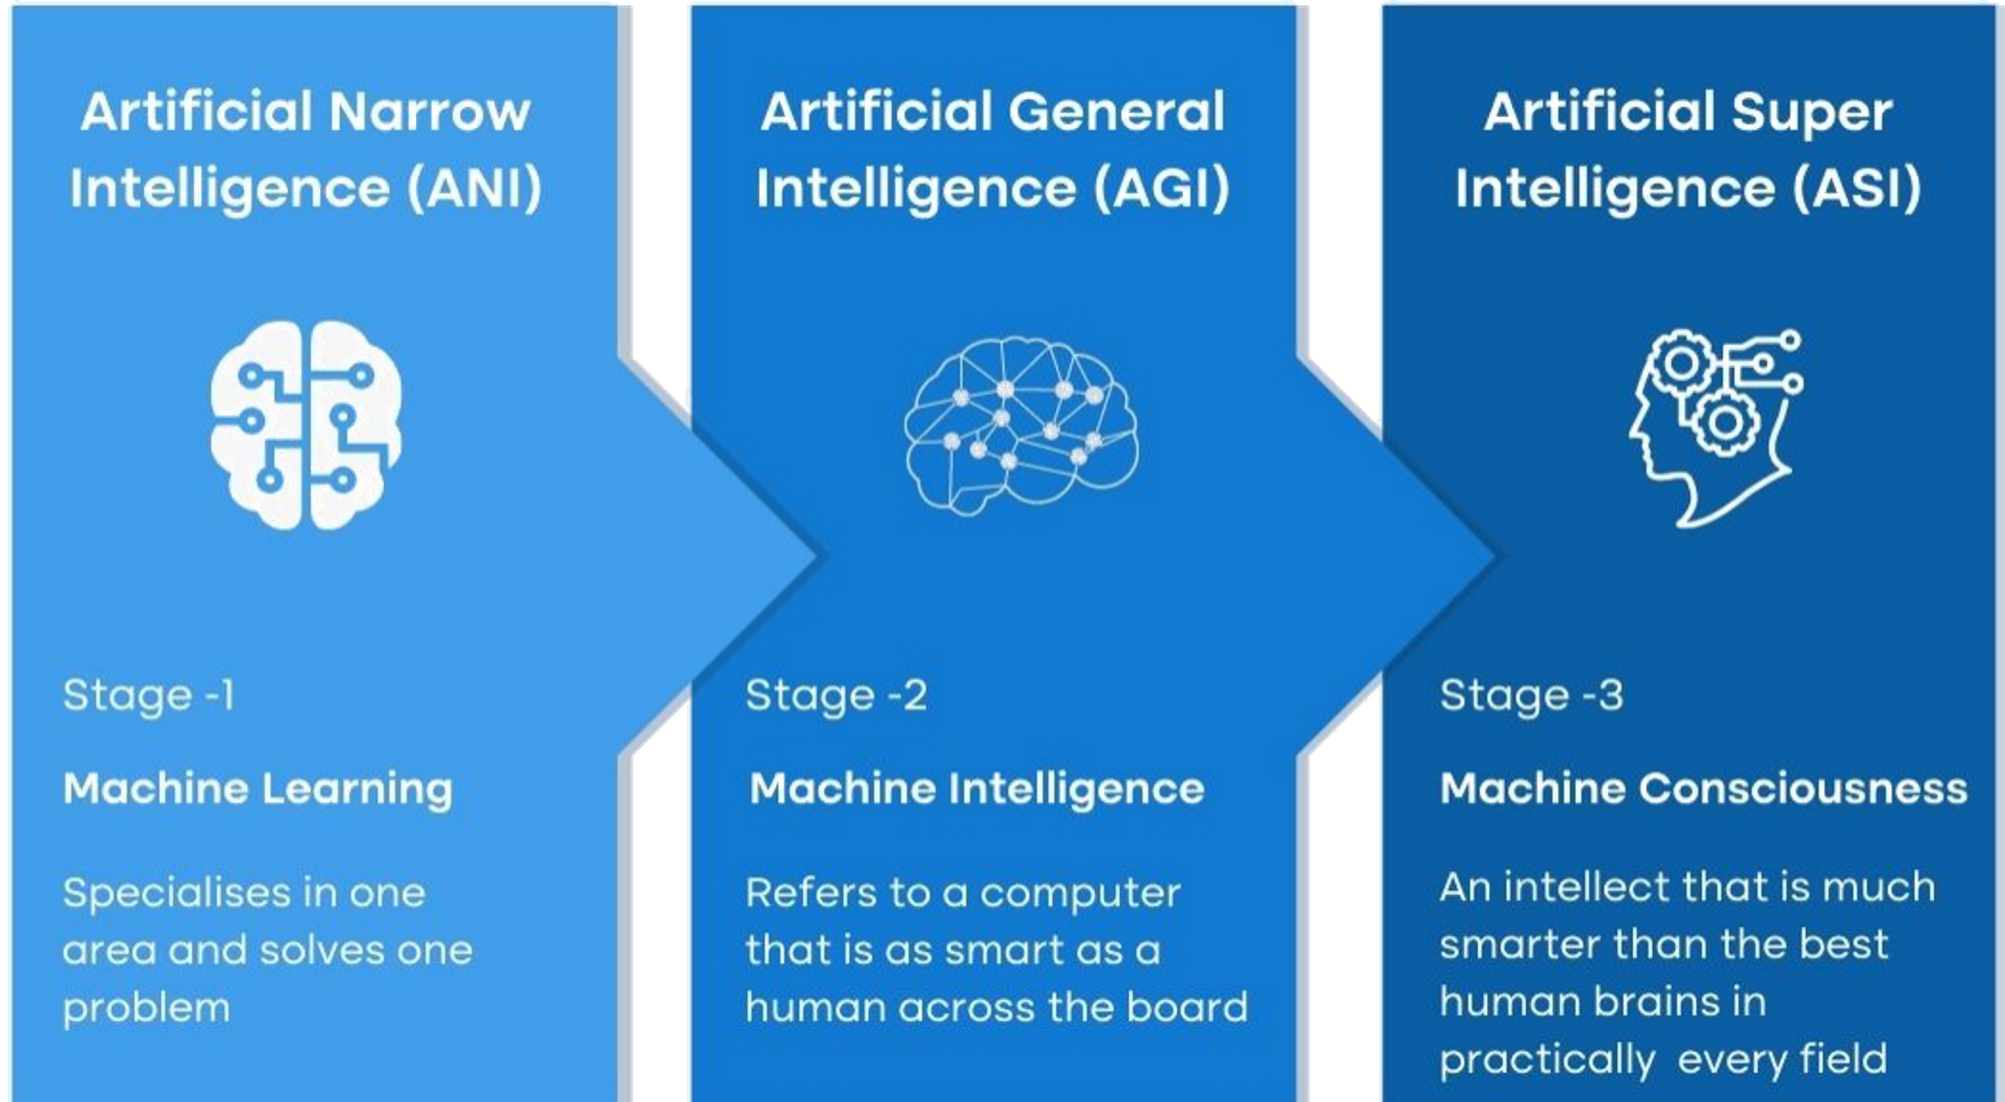 Artificial Narrow
Intelligence (ANI)
Stage -1
Machine Learning
Specialises in one
area and solves one
problem
Artificial General
Intelligence (AGI)
Stage -2
Machine Intelligence
Refers to a computer
that is as smart as a
human across the board
Artificial Super
Intelligence (ASI)
Stage -3
Machine Consciousness
An intellect that is much
smarter than the best
human brains in
practically  every field